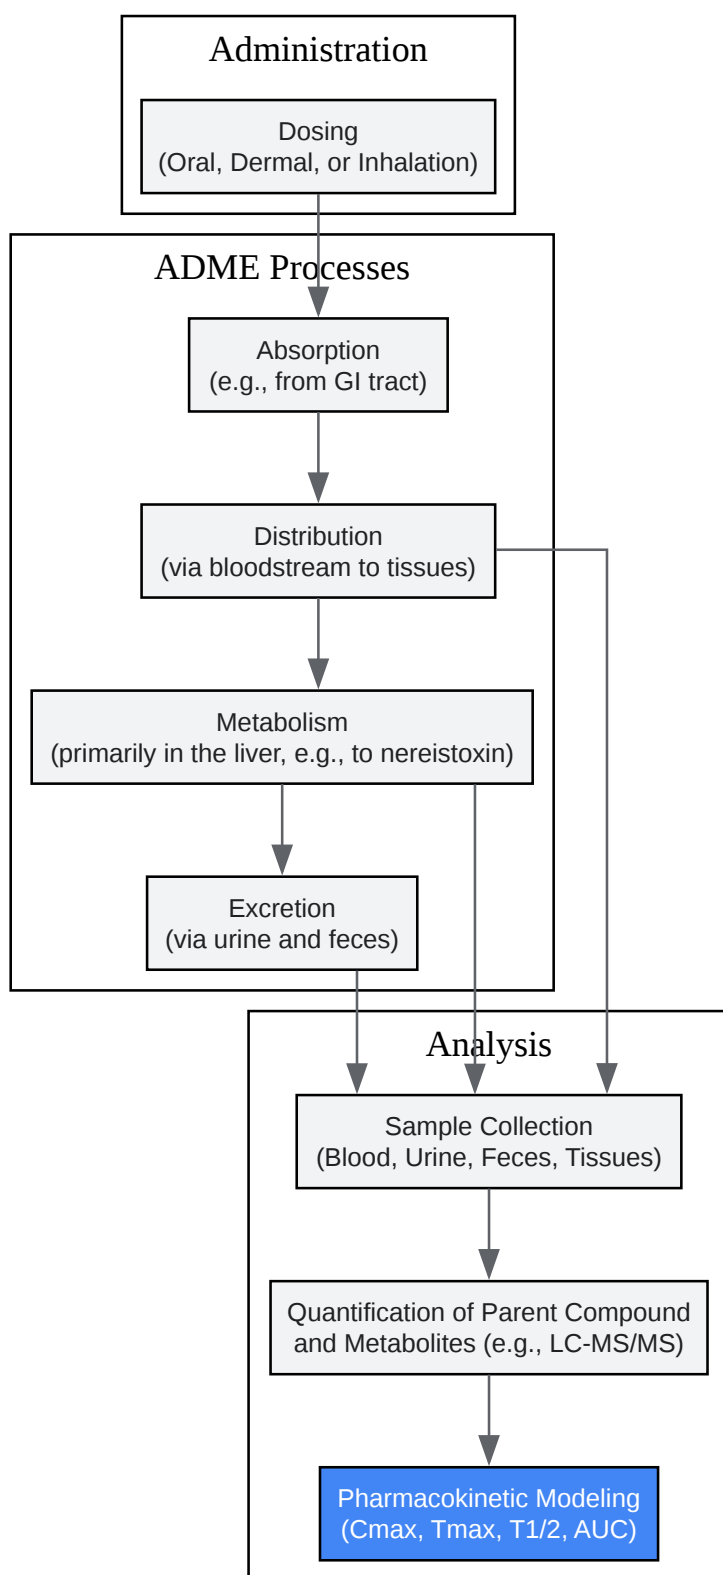 Administration
Dosing
(Oral, Dermal, or Inhalation)
ADME Processes
Absorption
(e.g., from GI tract)
Distribution
(via bloodstream to tissues)
Metabolism
(primarily in the liver, e.g., to nereistoxin)
Excretion
(via urine and feces)
Analysis
Sample Collection
(Blood, Urine, Feces, Tissues)
Quantification of Parent Compound
and Metabolites (e.g., LC-MS/MS)
Pharmacokinetic Modeling
(Cmax, Tmax, T1/2, AUC)